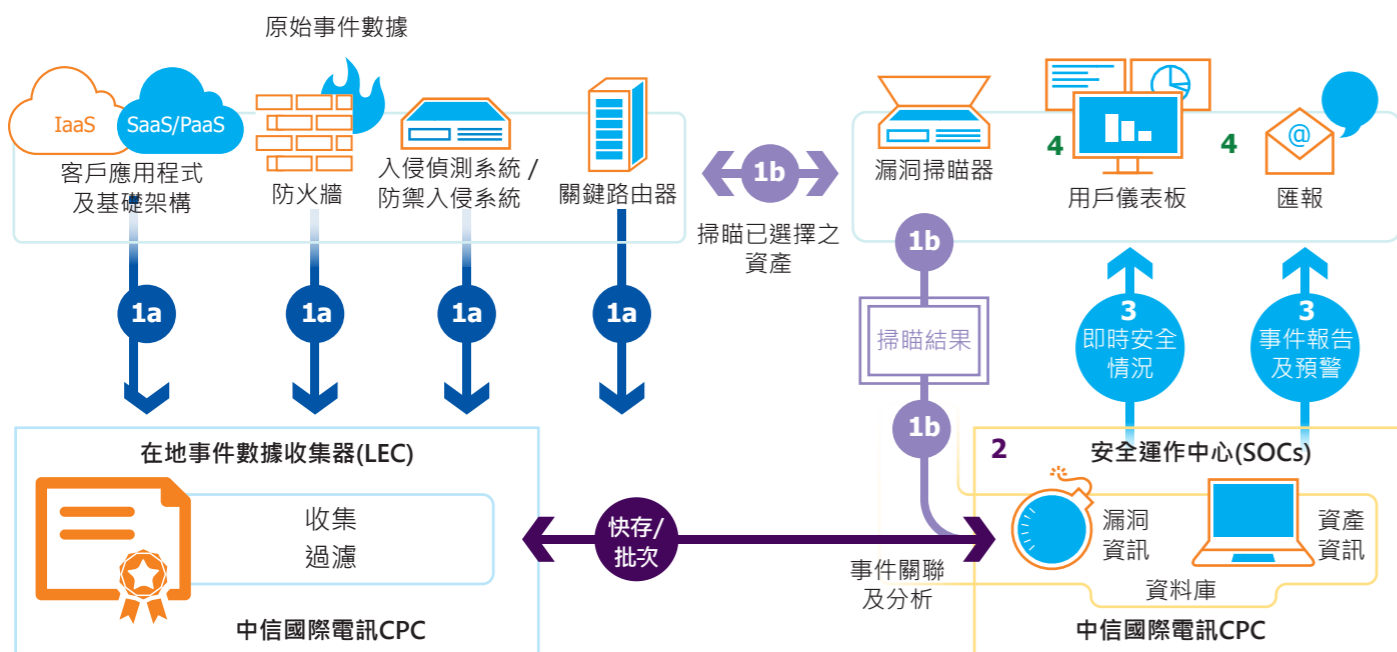 原始事件數據
IaaS
SaaS/PaaS
客戶應用程式
及基礎架構
防火牆
入侵偵測系統 /
防禦入侵系統
關鍵路由器
1b
掃瞄已選擇之
資產
漏洞掃瞄器
4
用戶儀表板
4
@
匯報
1a
1a
1a
1a
1b
掃瞄結果
1b
3
即時安全
情況
3
事件報告
及預警
在地事件數據收集器(LEC)
收集
過濾
中信國際電訊CPC
快存/
批次
事件關聯
及分析
2
安全運作中心(SOCs)
漏洞
資訊
資產
資訊
資料庫
中信國際電訊CPC